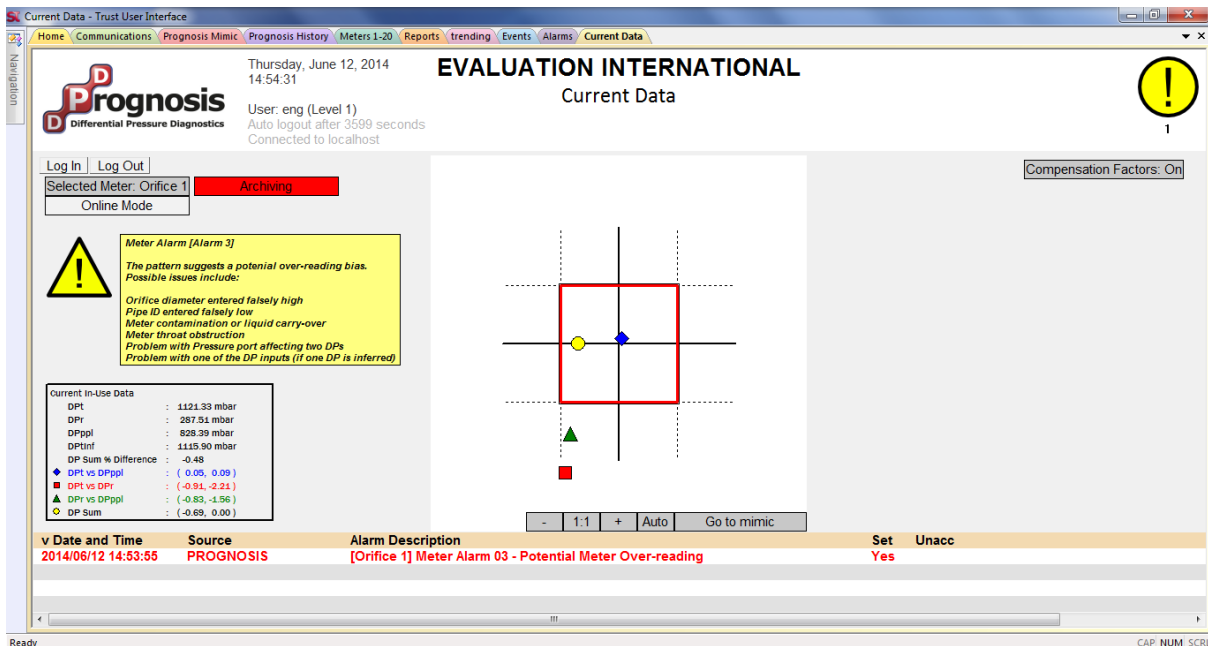 Current Data - Trust User Interface
Home Communications Prognosis Mimic Prognosis History Meters 1-20 Reports trending Events Alarms Current Data
Navigation
D
Prognosis
D
Differential Pressure Diagnostics
Thursday, June 12, 2014
14:54:31
User: eng (Level 1)
Auto logout after 3599 seconds
Connected to localhost
EVALUATION INTERNATIONAL
Current Data
!
1
Log In Log Out
Selected Meter: Orifice 1 Archiving
Online Mode
Compensation Factors: On
!
Meter Alarm [Alarm 3]
The pattern suggests a potenial over-reading bias.
Possible issues include:
Orifice diameter entered falsely high
Pipe ID entered falsely low
Meter contamination or liquid carry-over
Meter throat obstruction
Problem with Pressure port affecting two DPs
Problem with one of the DP inputs (if one DP is inferred)
Current In-Use Data
DPt : 1121.33 mbar
DPr : 287.51 mbar
DPppl : 828.39 mbar
DPtinf : 1115.90 mbar
DP Sum % Difference : -0.48
DPt vs DPppl : ( 0.05, 0.09 )
DPt vs DPr : (-0.91, -2.21 )
DPr vs DPppl : (-0.83, -1.56 )
DP Sum : (-0.69, 0.00 )
- 1:1 + Auto Go to mimic
v Date and Time Source Alarm Description Set Unacc
2014/06/12 14:53:55 PROGNOSIS [Orifice 1] Meter Alarm 03 - Potential Meter Over-reading Yes
Ready CAP NUM SCRL